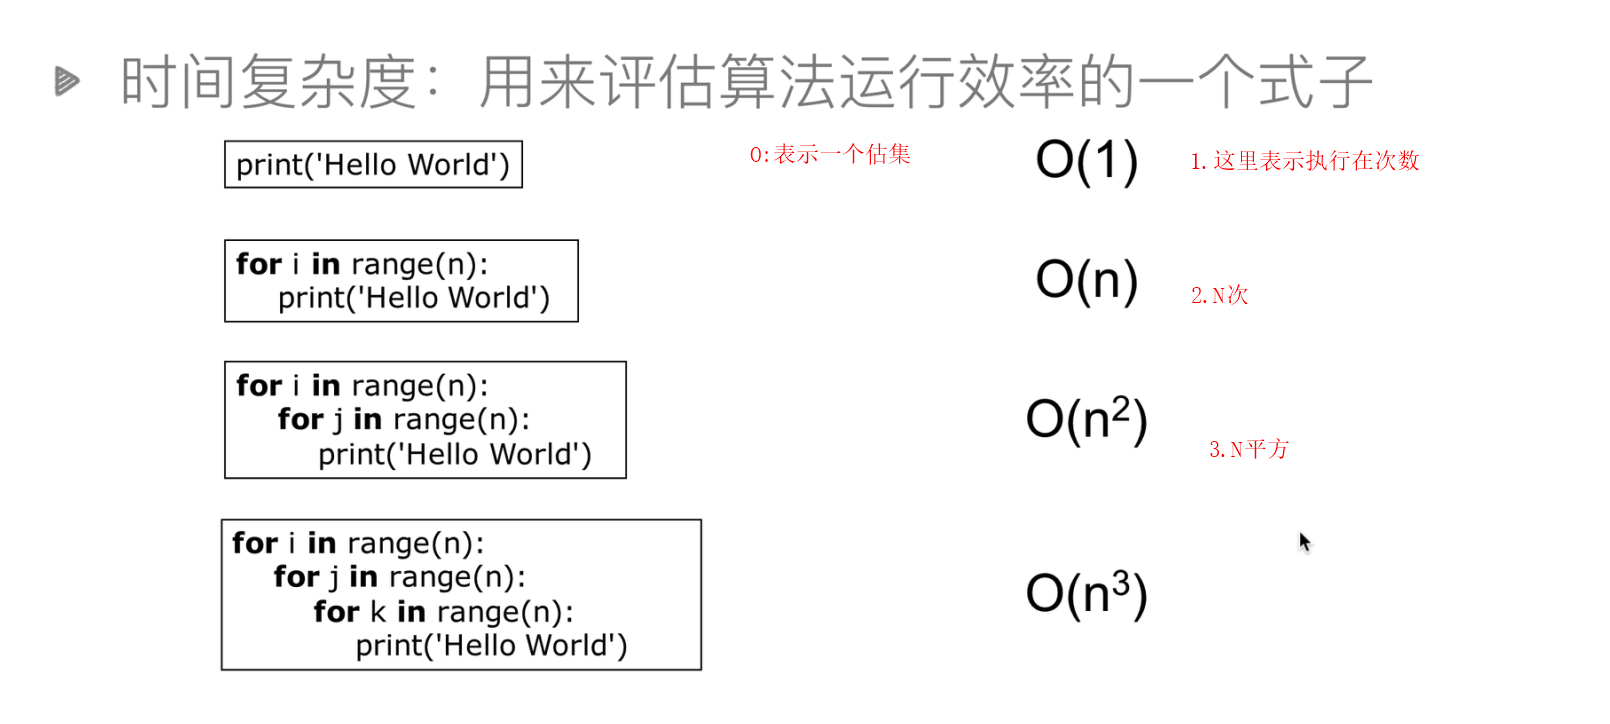 时间复杂度：用来评估算法运行效率的一个式子
print('Hello World')
O:表示一个估集
O(1)
1.这里表示执行在次数
for i in range(n):
print('Hello World')
O(n)
2.N次
for i in range(n):
for j in range(n):
print('Hello World')
O(n²)
3.N平方
for i in range(n):
for j in range(n):
for k in range(n):
print('Hello World')
O(n³)